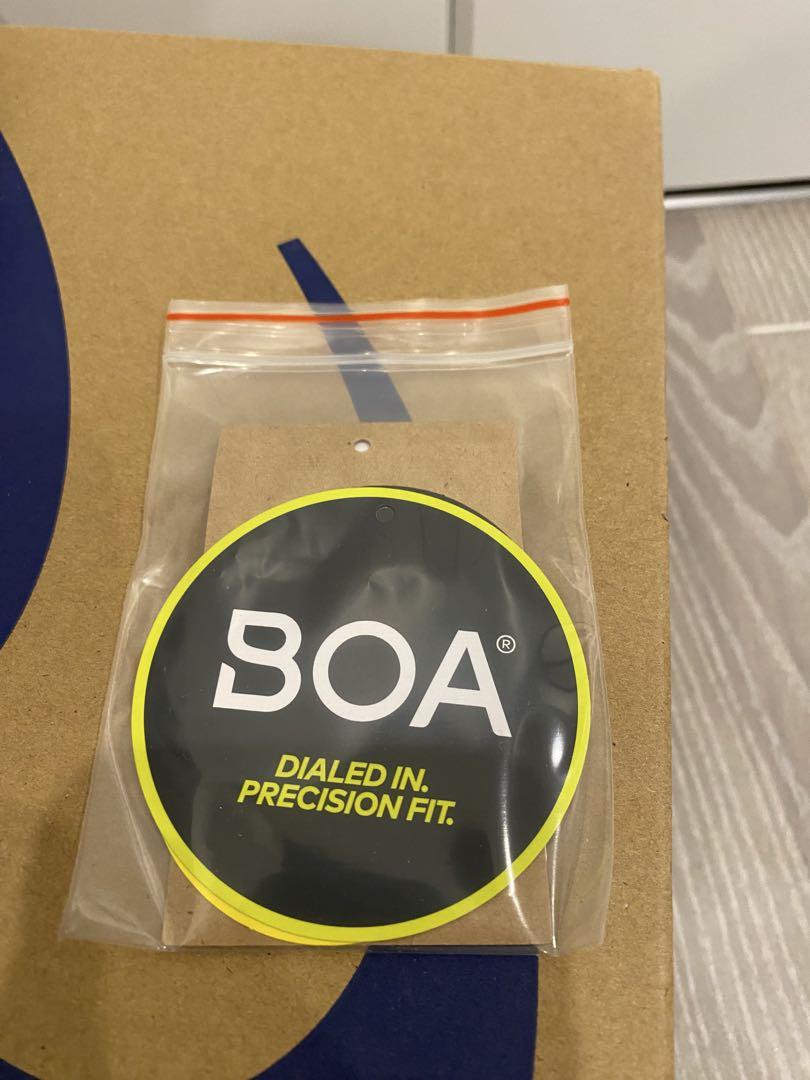 BOA®
DIALED IN.
PRECISION FIT.